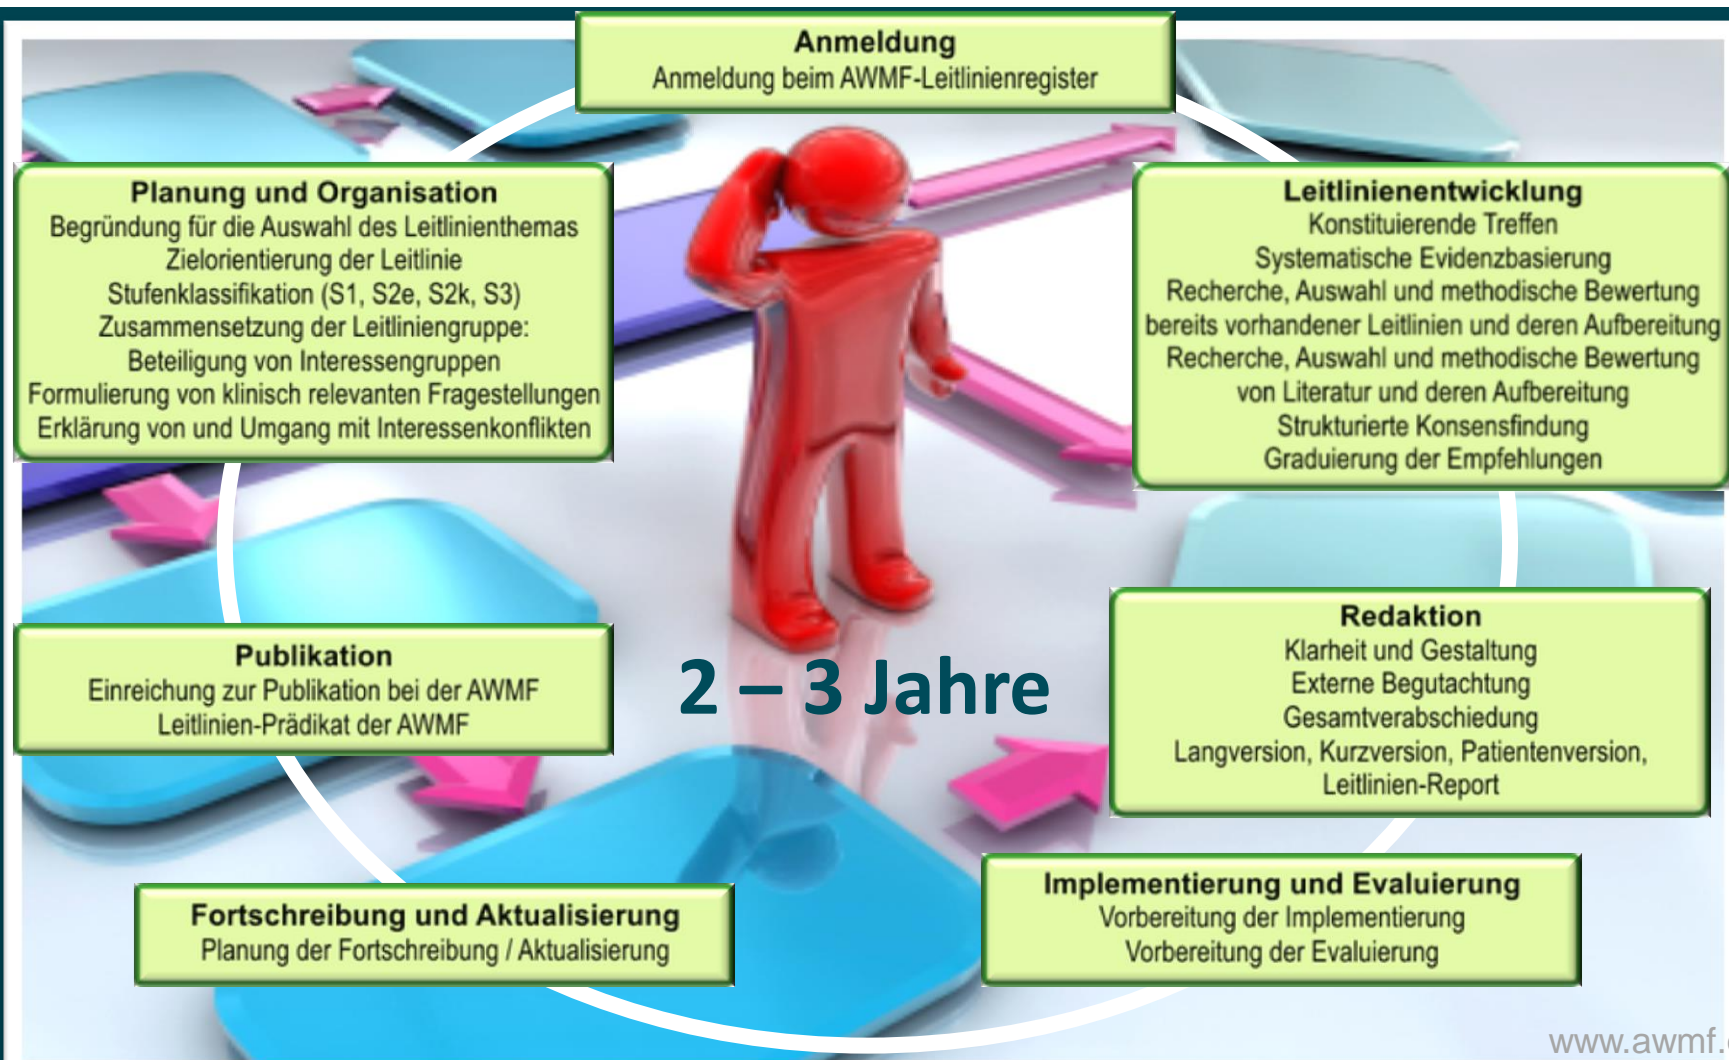 Anmeldung
Anmeldung beim AWMF-Leitlinienregister
Planung und Organisation
Begründung für die Auswahl des Leitlinienthemas
Zielorientierung der Leitlinie
Stufenklassifikation (S1, S2e, S2k, S3)
Zusammensetzung der Leitliniengruppe:
Beteiligung von Interessengruppen
Formulierung von klinisch relevanten Fragestellungen
Erklärung von und Umgang mit Interessenkonflikten
Leitlinienentwicklung
Konstituierende Treffen
Systematische Evidenzbasierung
Recherche, Auswahl und methodische Bewertung
bereits vorhandener Leitlinien und deren Aufbereitung
Recherche, Auswahl und methodische Bewertung
von Literatur und deren Aufbereitung
Strukturierte Konsensfindung
Graduierung der Empfehlungen
Publikation
Einreichung zur Publikation bei der AWMF
Leitlinien-Prädikat der AWMF
2 – 3 Jahre
Redaktion
Klarheit und Gestaltung
Externe Begutachtung
Gesamtverabschiedung
Langversion, Kurzversion, Patientenversion,
Leitlinien-Report
Fortschreibung und Aktualisierung
Planung der Fortschreibung / Aktualisierung
Implementierung und Evaluierung
Vorbereitung der Implementierung
Vorbereitung der Evaluierung
www.awmf.